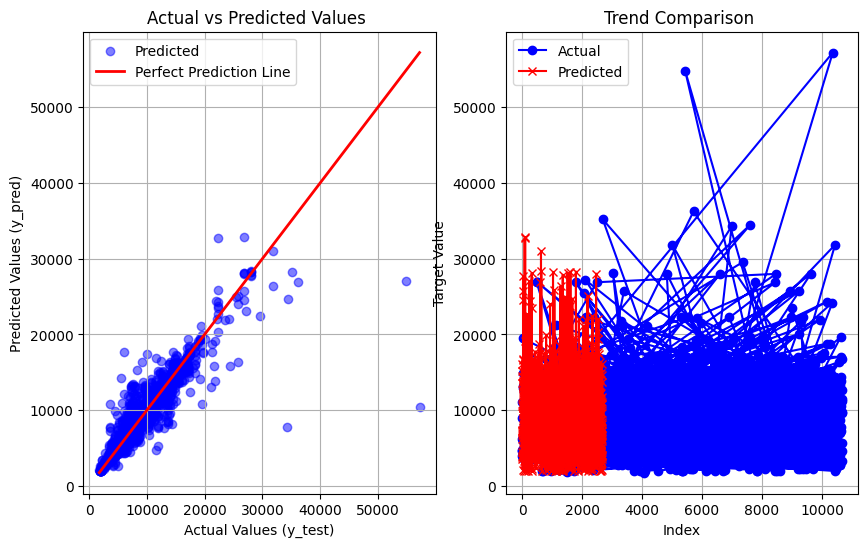 Actual vs Predicted Values
Predicted
Perfect Prediction Line
50000
40000
30000
20000
10000
0
Predicted Values (y_pred)
0
10000
20000
30000
40000
50000
Actual Values (y_test)
Trend Comparison
Actual
Predicted
50000
40000
30000
20000
10000
0
Target Value
0
2000
4000
6000
8000
10000
Index